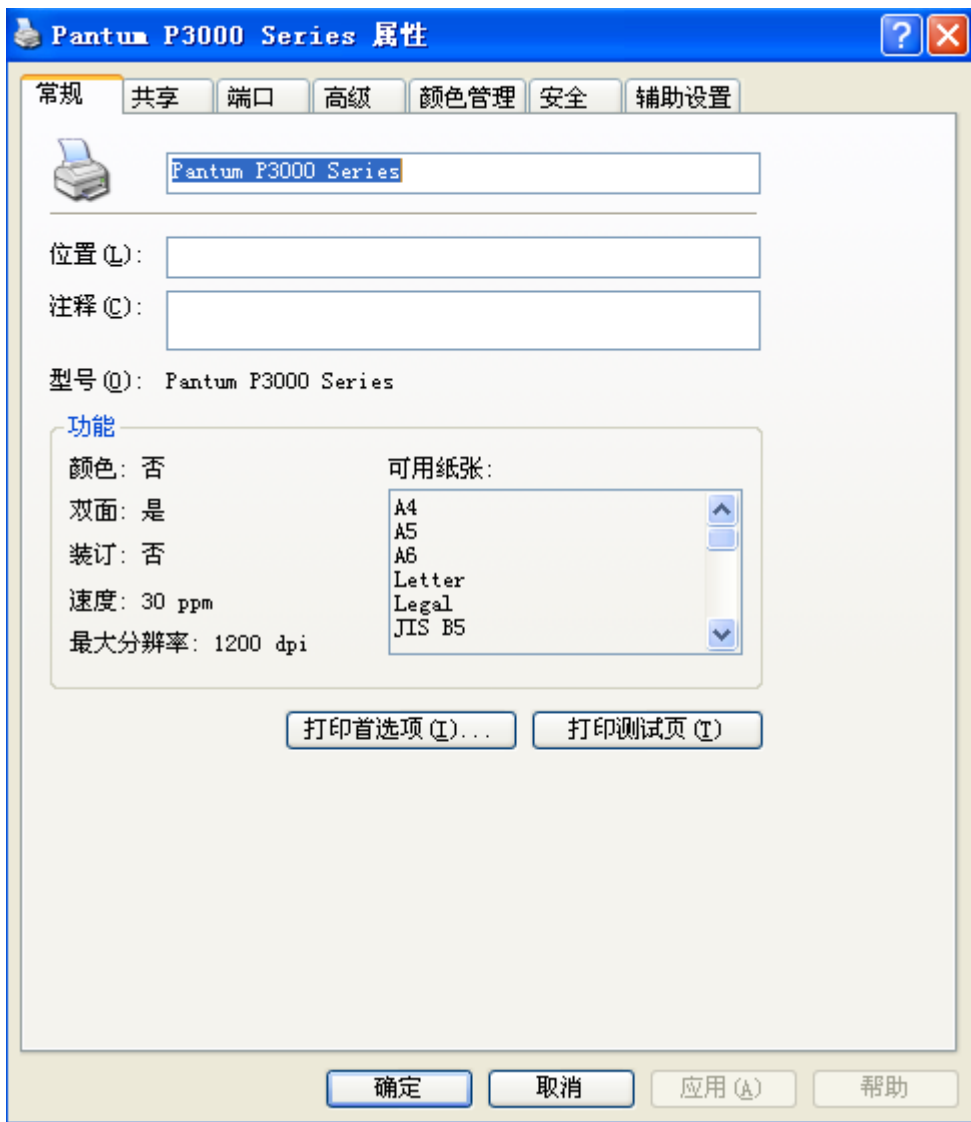 Pantum P3000 Series 属性
常规 共享 端口 高级 颜色管理 安全 辅助设置
Pantum P3000 Series
位置(L):
注释(C):
型号(O): Pantum P3000 Series
功能
颜色: 否
双面: 是
装订: 否
速度: 30 ppm
最大分辨率: 1200 dpi
可用纸张:
A4
A5
A6
Letter
Legal
JIS B5
打印首选项(I)... 打印测试页(T)
确定 取消 应用(A) 帮助